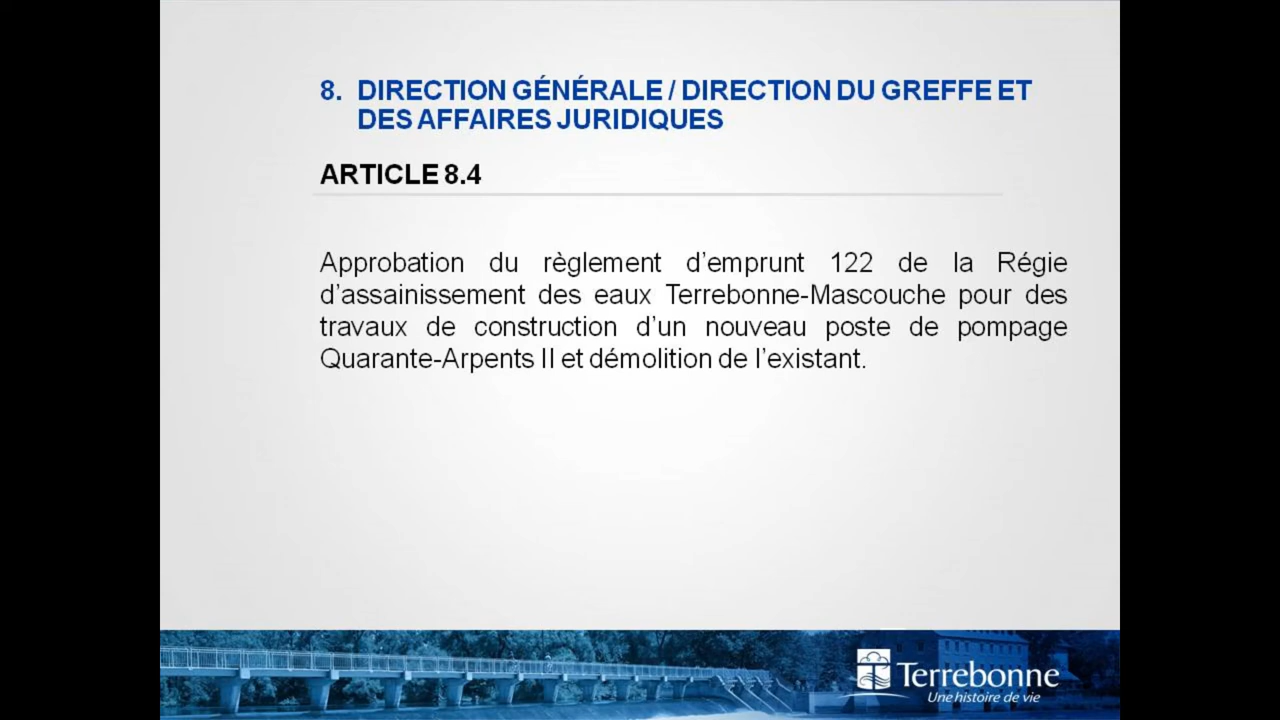 8. DIRECTION GÉNÉRALE / DIRECTION DU GREFFE ET
DES AFFAIRES JURIDIQUES
ARTICLE 8.4
Approbation du règlement d’emprunt 122 de la Régie
d’assainissement des eaux Terrebonne-Mascouche pour des
travaux de construction d’un nouveau poste de pompage
Quarante-Arpents II et démolition de l’existant.
Terrebonne
Une histoire de vie